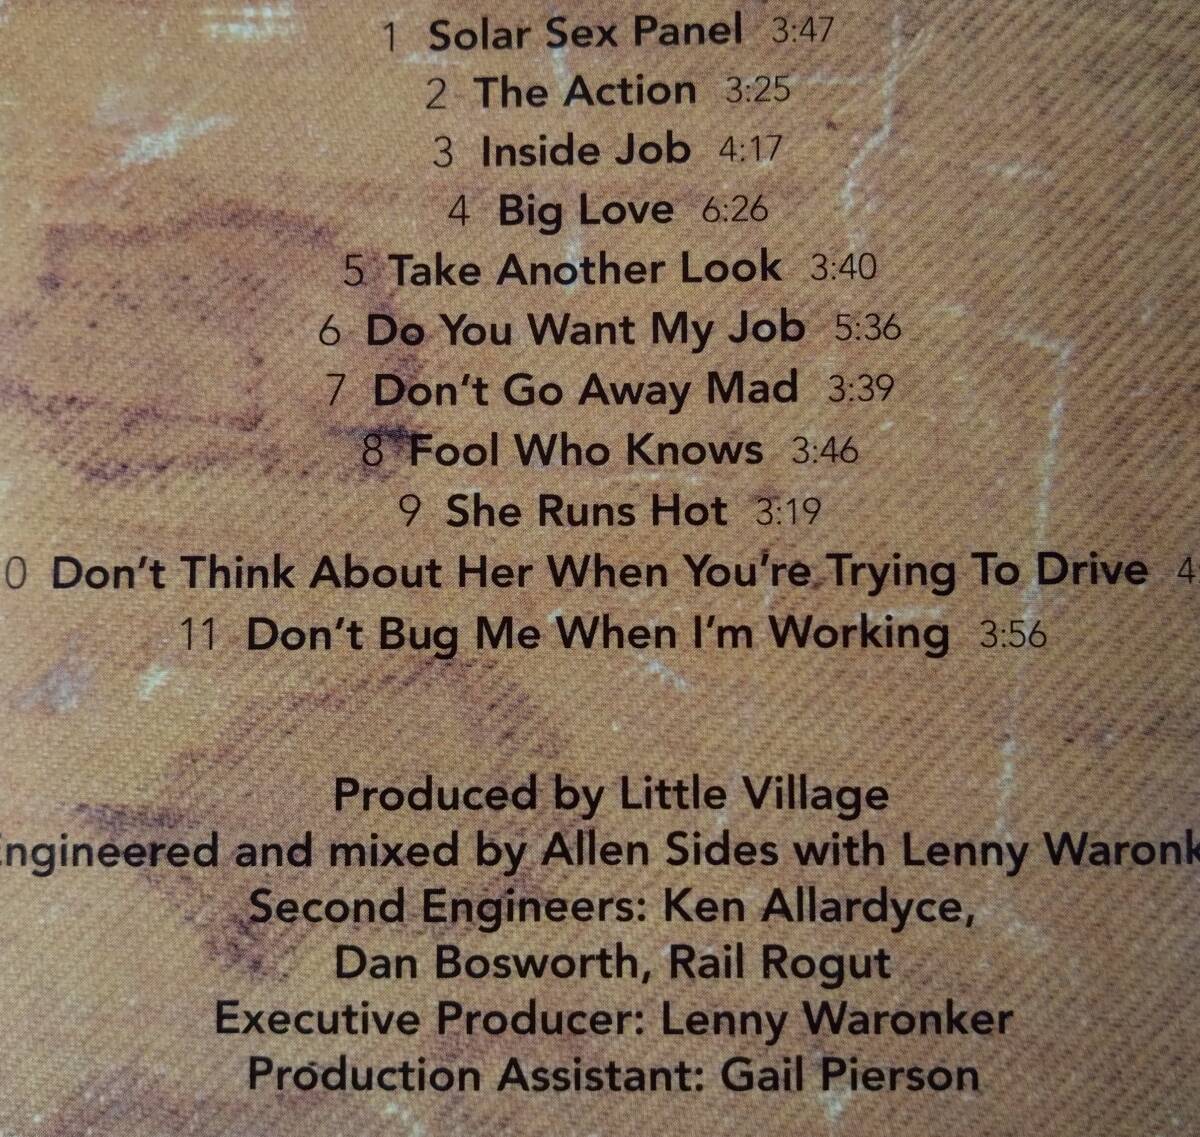 1 Solar Sex Panel 3:47
2 The Action 3:25
3 Inside Job 4:17
4 Big Love 6:26
5 Take Another Look 3:40
6 Do You Want My Job 5:36
7 Don't Go Away Mad 3:39
8 Fool Who Knows 3:46
9 She Runs Hot 3:19
0 Don't Think About Her When You're Trying To Drive 4
11 Don't Bug Me When I'm Working 3:56
Produced by Little Village
ngineered and mixed by Allen Sides with Lenny Waronk
Second Engineers: Ken Allardyce,
Dan Bosworth, Rail Rogut
Executive Producer: Lenny Waronker
Production Assistant: Gail Pierson